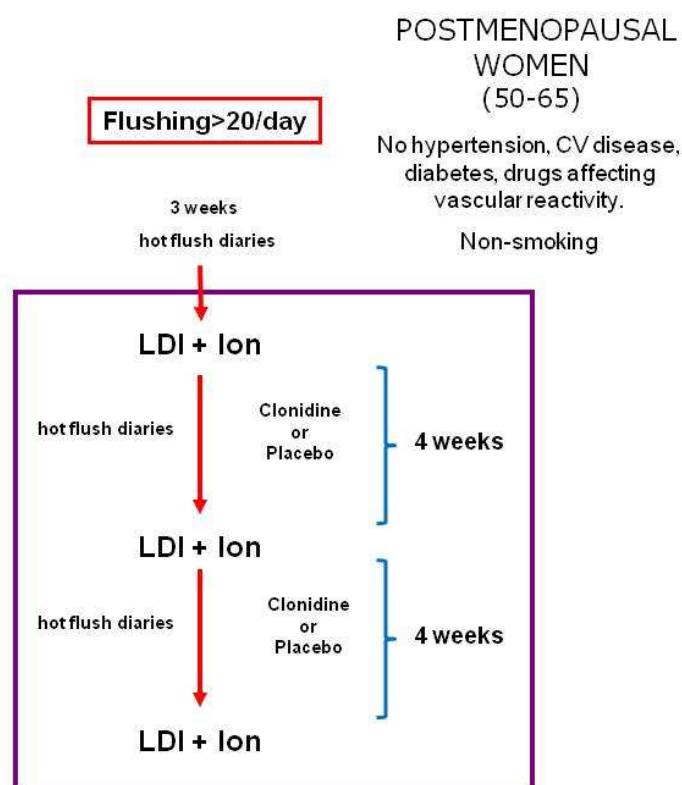 POSTMENOPAUSAL
WOMEN
(50-65)
Flushing>20/day
No hypertension, CV disease,
diabetes, drugs affecting
vascular reactivity.
Non-smoking
3 weeks
hot flush diaries
LDI + Ion
hot flush diaries
Clonidine
or
Placebo
4 weeks
LDI + Ion
hot flush diaries
Clonidine
or
Placebo
4 weeks
LDI + Ion